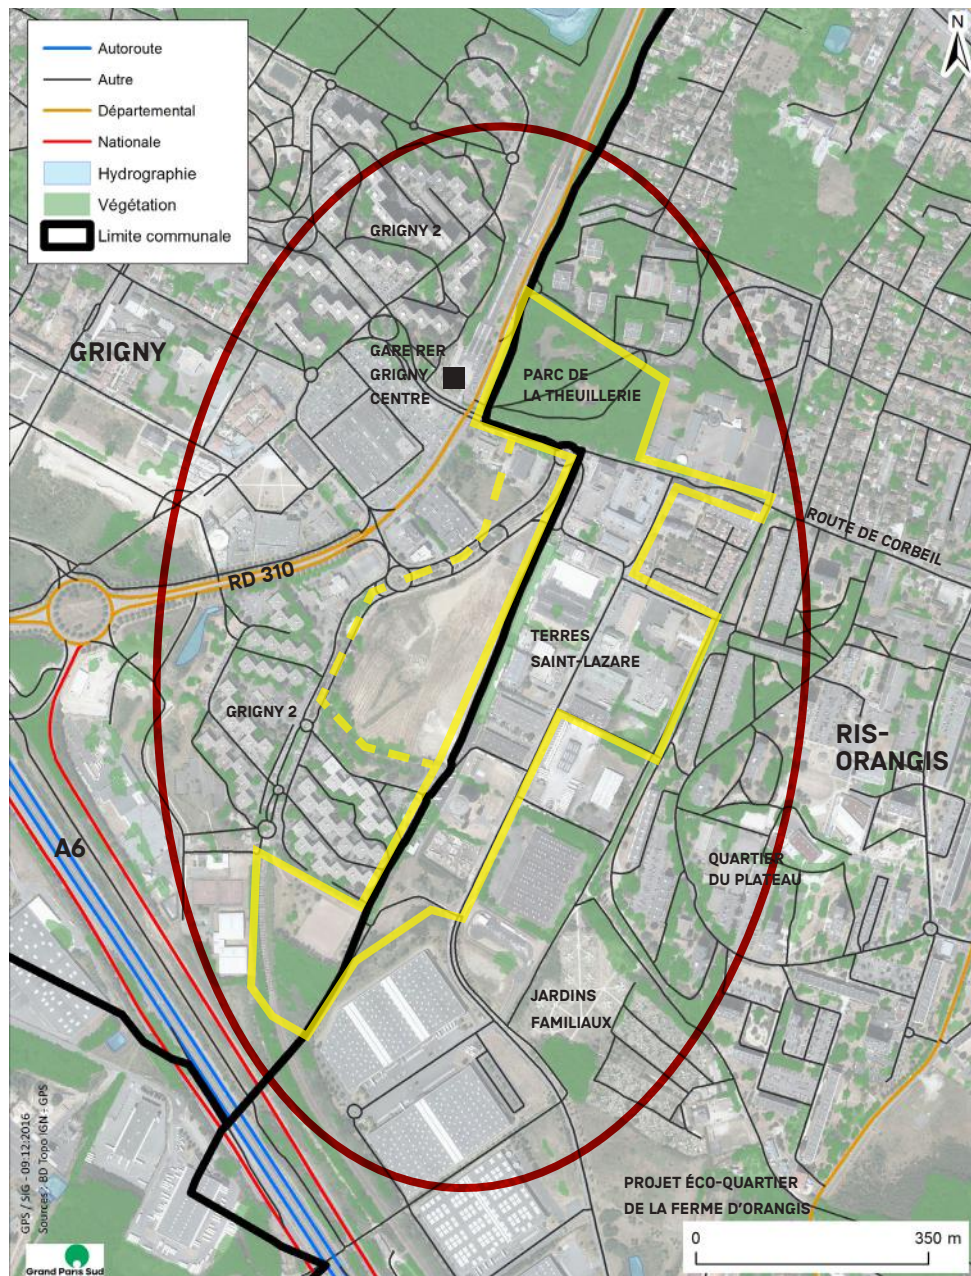 Autoroute
Autre
Départemental
Nationale
Hydrographie
Végétation
Limite communale
N
GRIGNY 2
GRIGNY
GARE RER
GRIGNY
CENTRE
PARC DE
LA THEUILLERIE
ROUTE DE CORBEIL
RD 310
TERRES
SAINT-LAZARE
GRIGNY 2
RIS-
ORANGIS
A6
QUARTIER
DU PLATEAU
JARDINS
FAMILIAUX
PROJET ÉCO-QUARTIER
DE LA FERME D'ORANGIS
GPS / SIG - 09.12.2016
Sources : BD Topo IGN - GPS
Grand Paris Sud
0 350 m